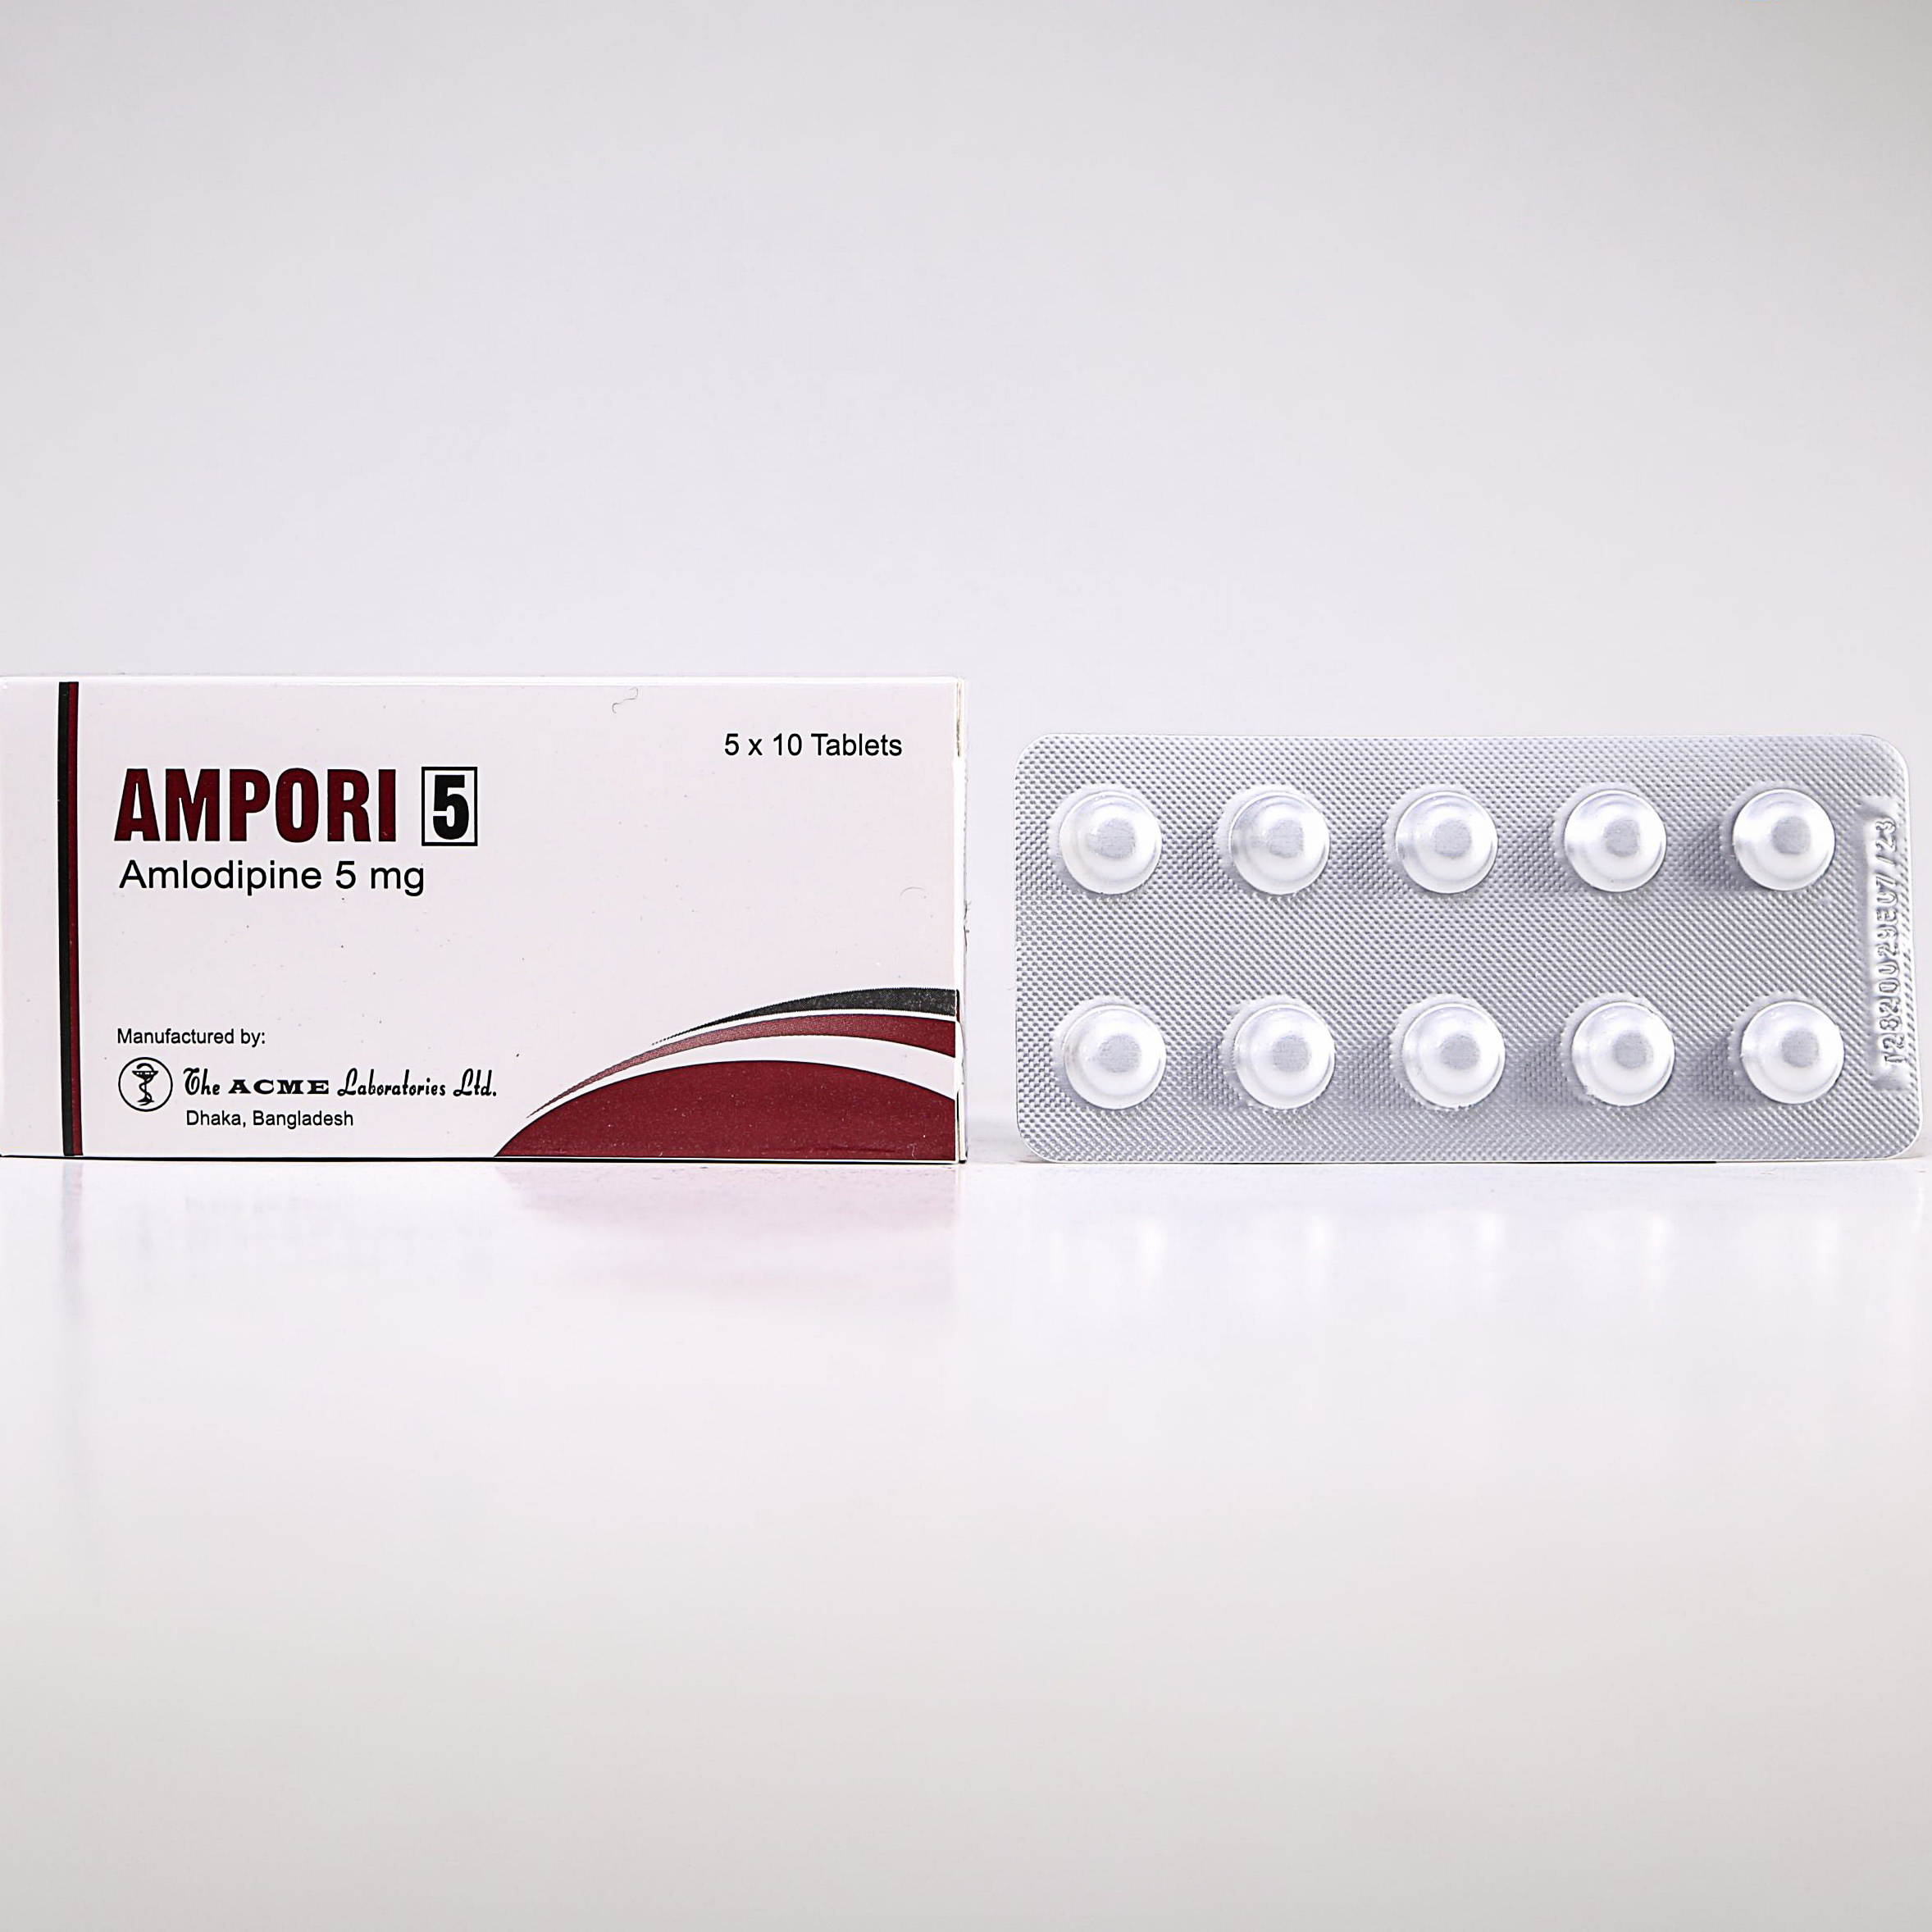 5 x 10 Tablets
AMPORI 5
Amlodipine 5 mg
Manufactured by:
The ACME Laboratories Ltd.
Dhaka, Bangladesh